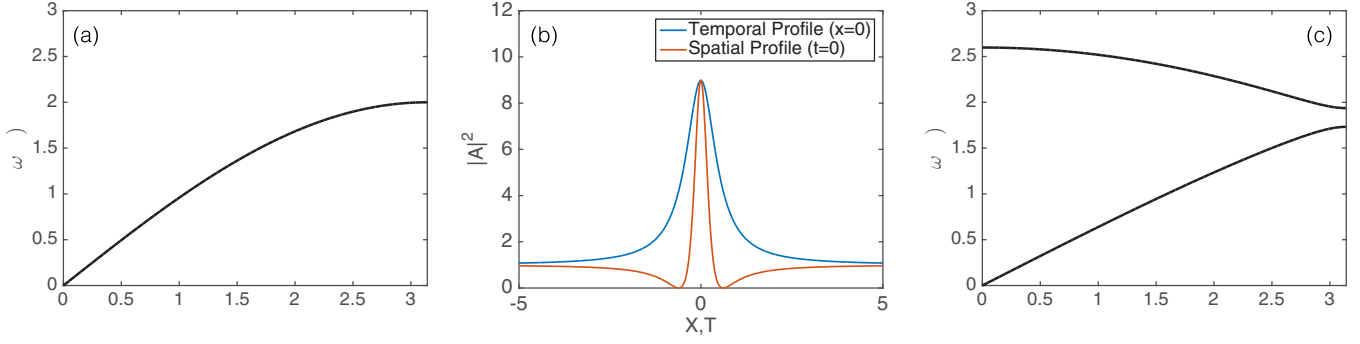 (a)
3
2.5
2
1.5
1
0.5
0
0 0.5 1 1.5 2 2.5 3
ω )
(b)
Temporal Profile (x=0)
Spatial Profile (t=0)
12
10
8
6
4
2
0
-5 0 5
|A|²
X,T
(c)
3
2.5
2
1.5
1
0.5
0
0 0.5 1 1.5 2 2.5 3
ω )